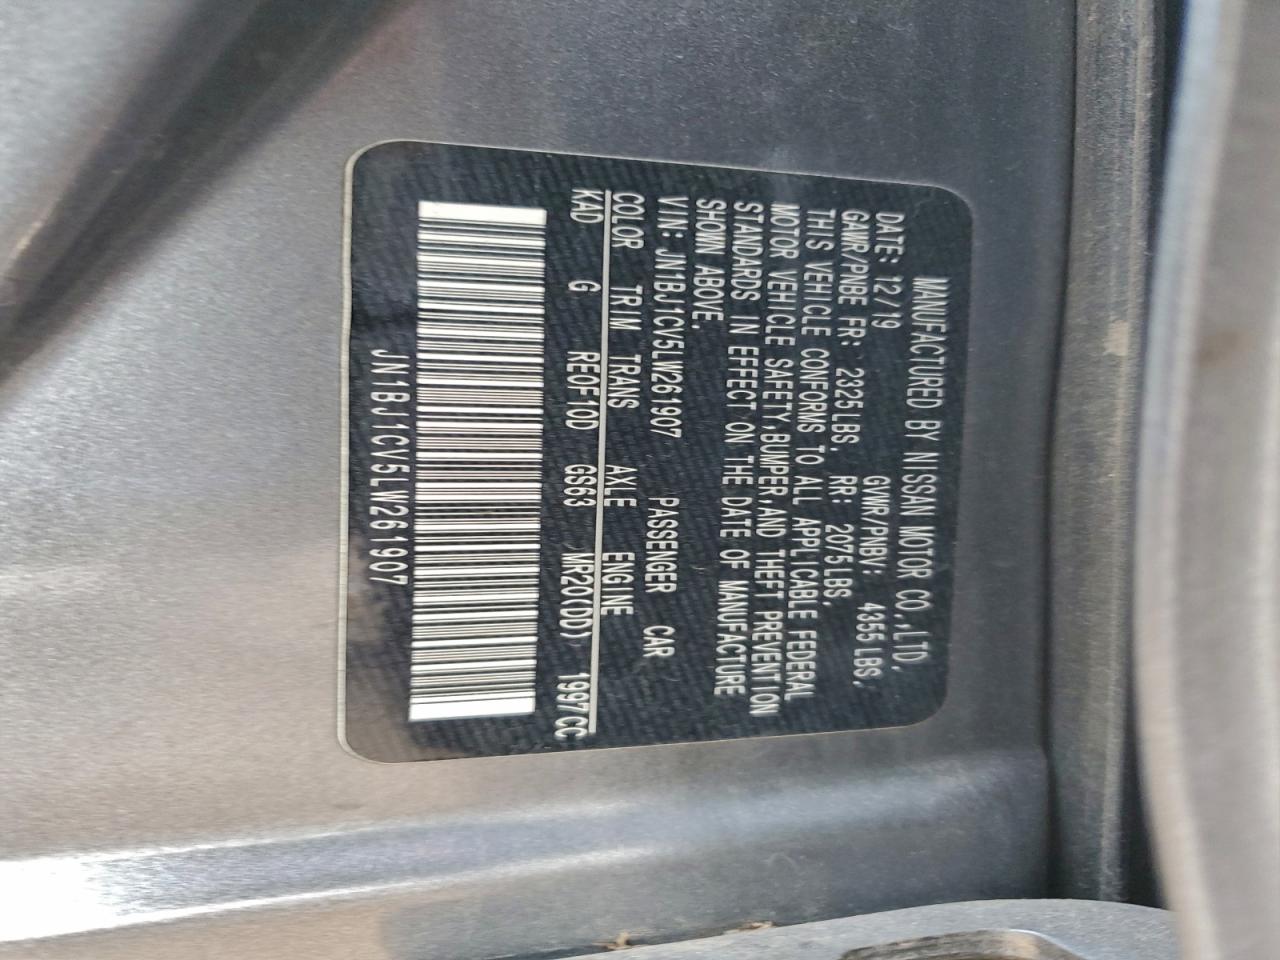 MANUFACTURED BY NISSAN MOTOR CO.,LTD.
DATE: 12/19 GVWR/PNBV: 4355LBS.
GAWR/PNBE FR: 2325LBS. RR: 2075LBS.
THIS VEHICLE CONFORMS TO ALL APPLICABLE FEDERAL
MOTOR VEHICLE SAFETY,BUMPER,AND THEFT PREVENTION
STANDARDS IN EFFECT ON THE DATE OF MANUFACTURE
SHOWN ABOVE.
VIN: JN1BJ1CV5LW261907 PASSENGER CAR
COLOR TRIM TRANS AXLE ENGINE
KAD G RE0F10D GS63 MR20(DD) 1997CC
JN1BJ1CV5LW261907